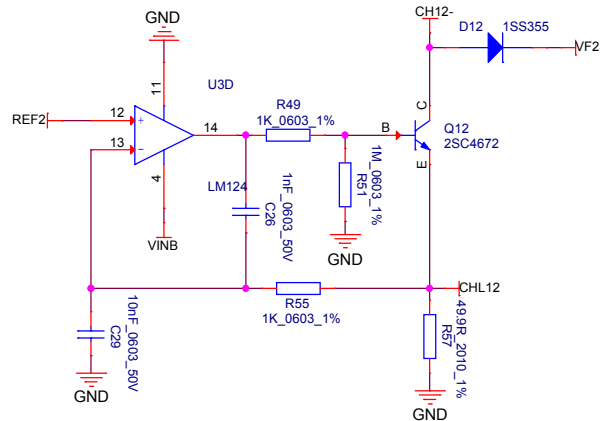 CH12-
GND
D12
1SS355
VF2
11
U3D
REF2
12
+
13
-
14
R49
1K_0603_1%
B
C
Q12
2SC4672
E
4
LM124
VINB
1nF_0603_50V
C26
1M_0603_1%
R51
GND
CHL12
R55
1K_0603_1%
10nF_0603_50V
C29
GND
49.9R_2010_1%
R57
GND